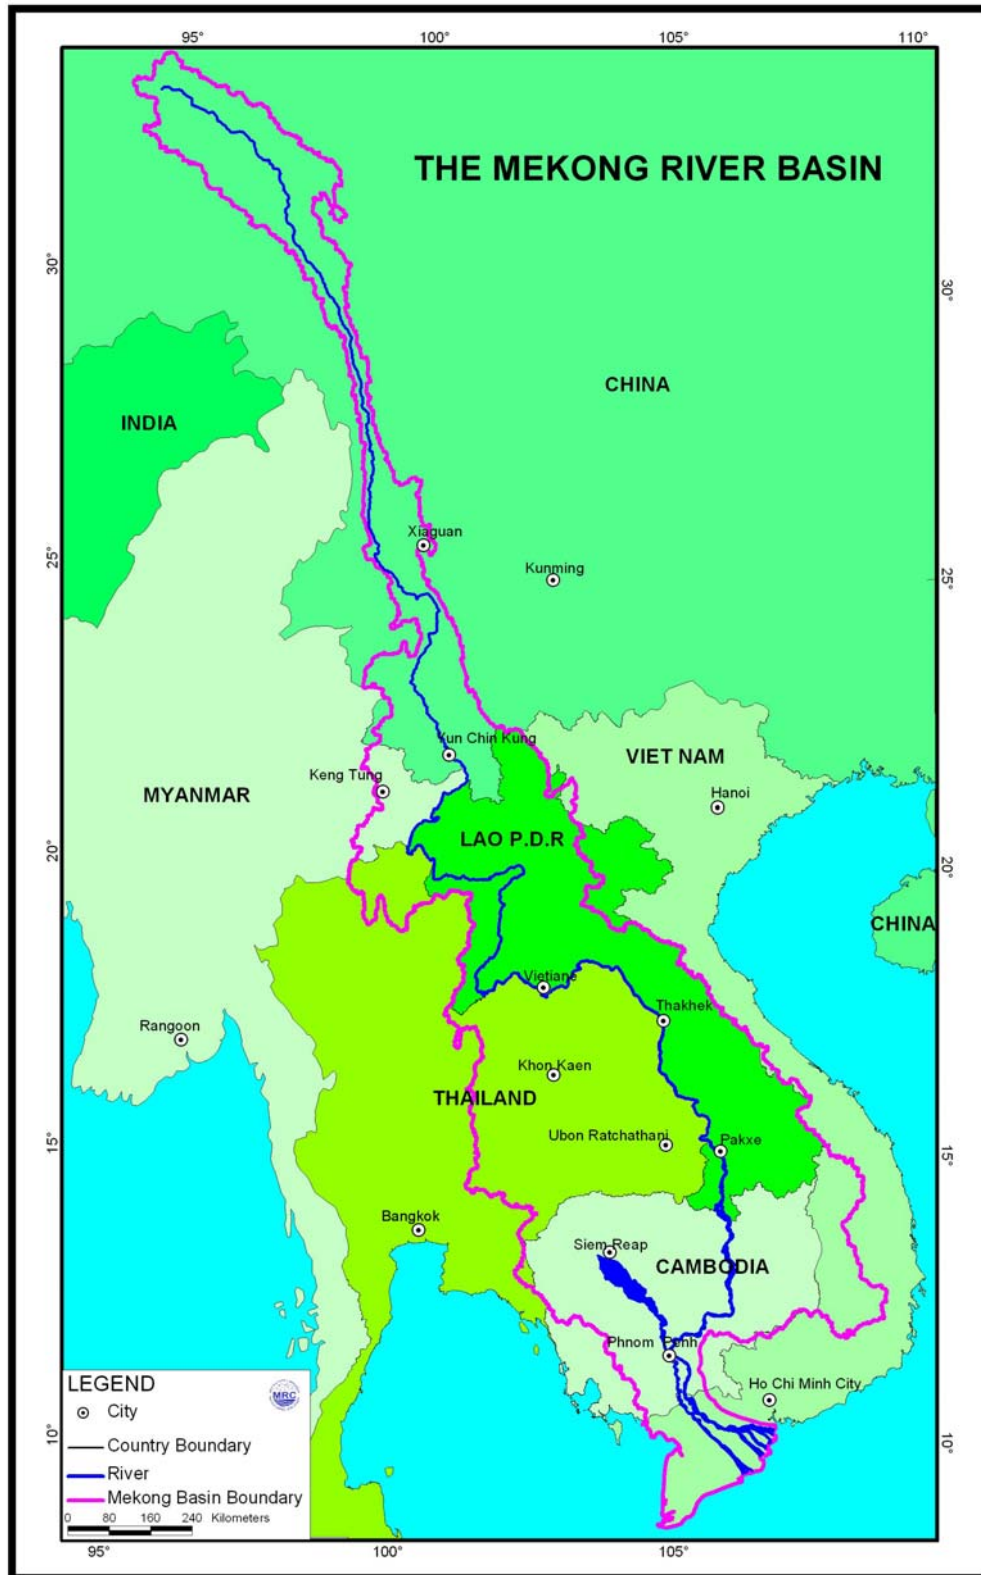 95°
100°
105°
110°
THE MEKONG RIVER BASIN
30°
30°
CHINA
INDIA
Xiaguan
Kunming
25°
25°
Yun Chin Kung
VIET NAM
Keng Tung
MYANMAR
Hanoi
LAO P.D.R
20°
20°
CHINA
Vietiane
Thakhek
Rangoon
Khon Kaen
THAILAND
Ubon Ratchathani
Pakxe
15°
15°
Bangkok
Siem Reap
CAMBODIA
Phnom Penh
Ho Chi Minh City
LEGEND
MRC
City
Country Boundary
River
Mekong Basin Boundary
0 80 160 240 Kilometers
10°
10°
95°
100°
105°